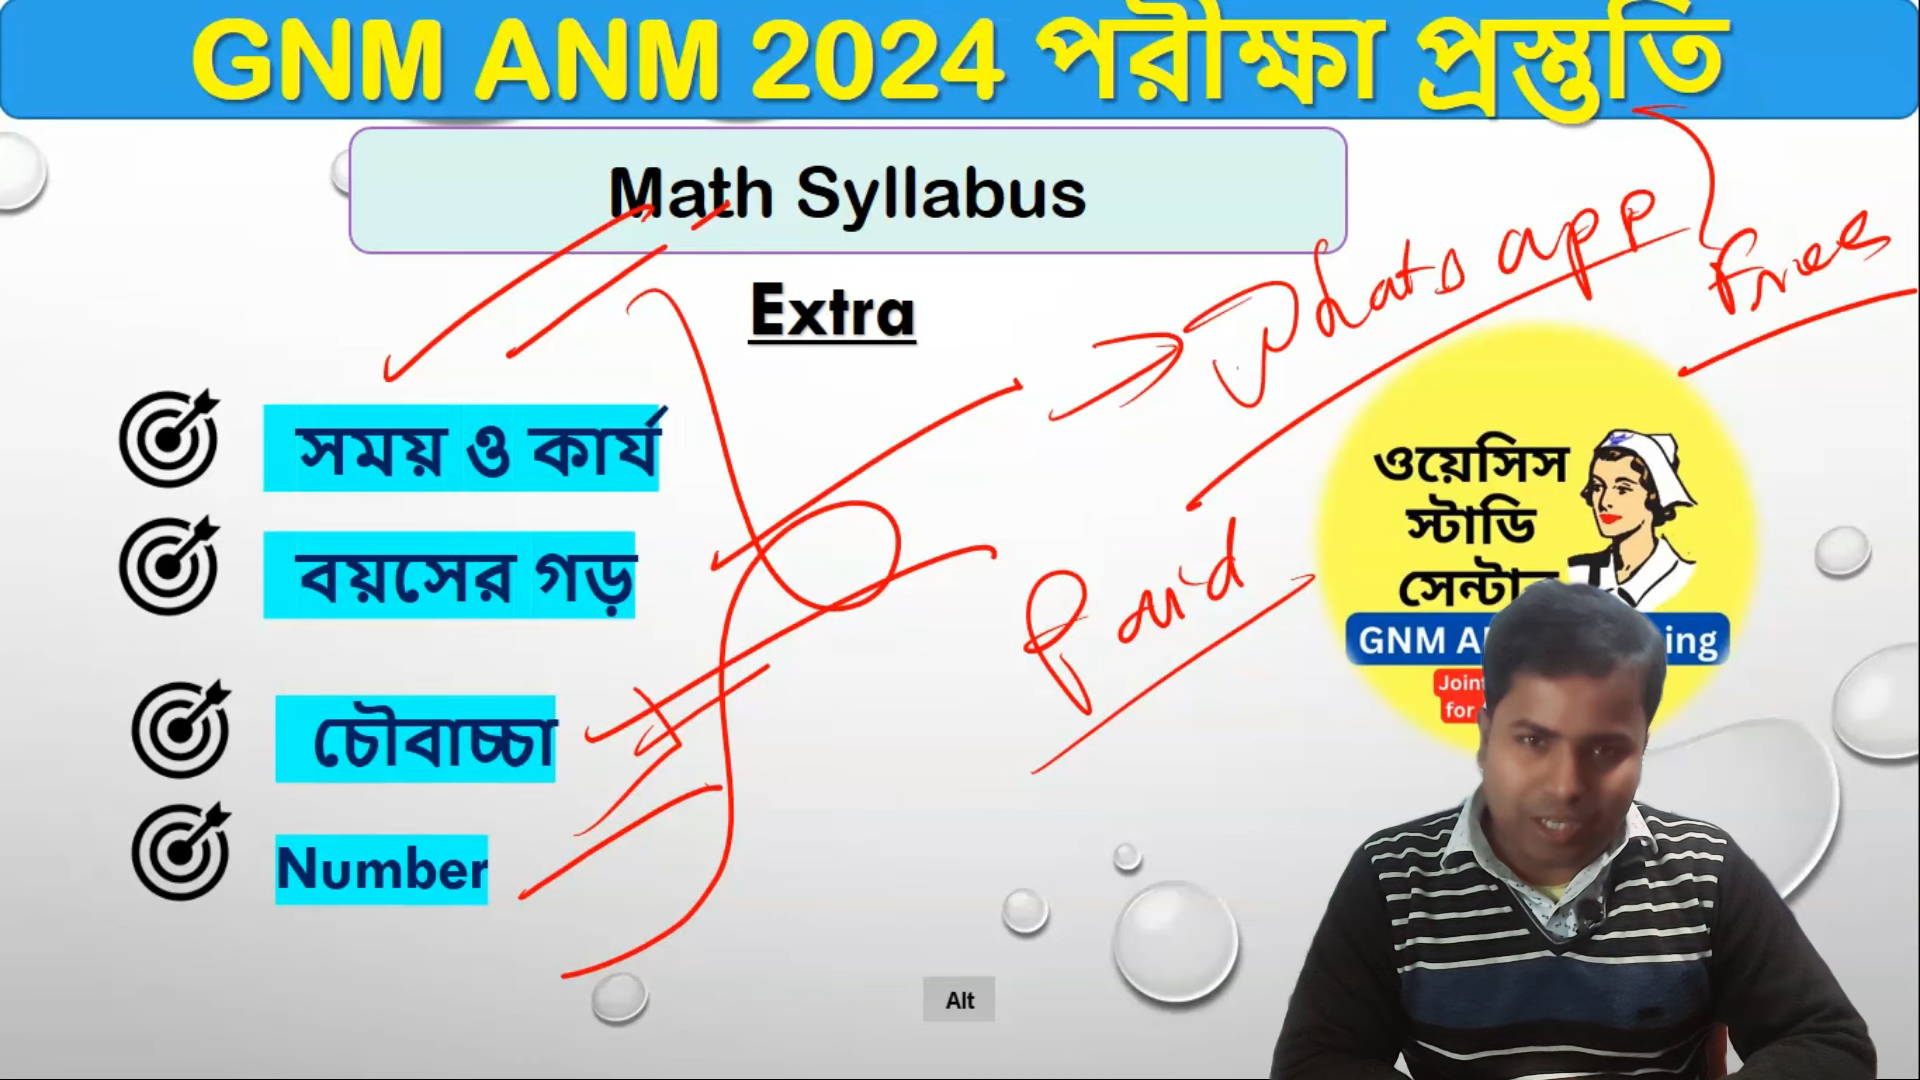 GNM ANM 2024 পরীক্ষা প্রস্তুতি
Math Syllabus
Extra
Whats app
Free
সময় ও কার্য
ওয়েসিস
স্টাডি
বয়সের গড়
Paid
GNM
ing
for
চৌবাচ্চা
Number
Alt